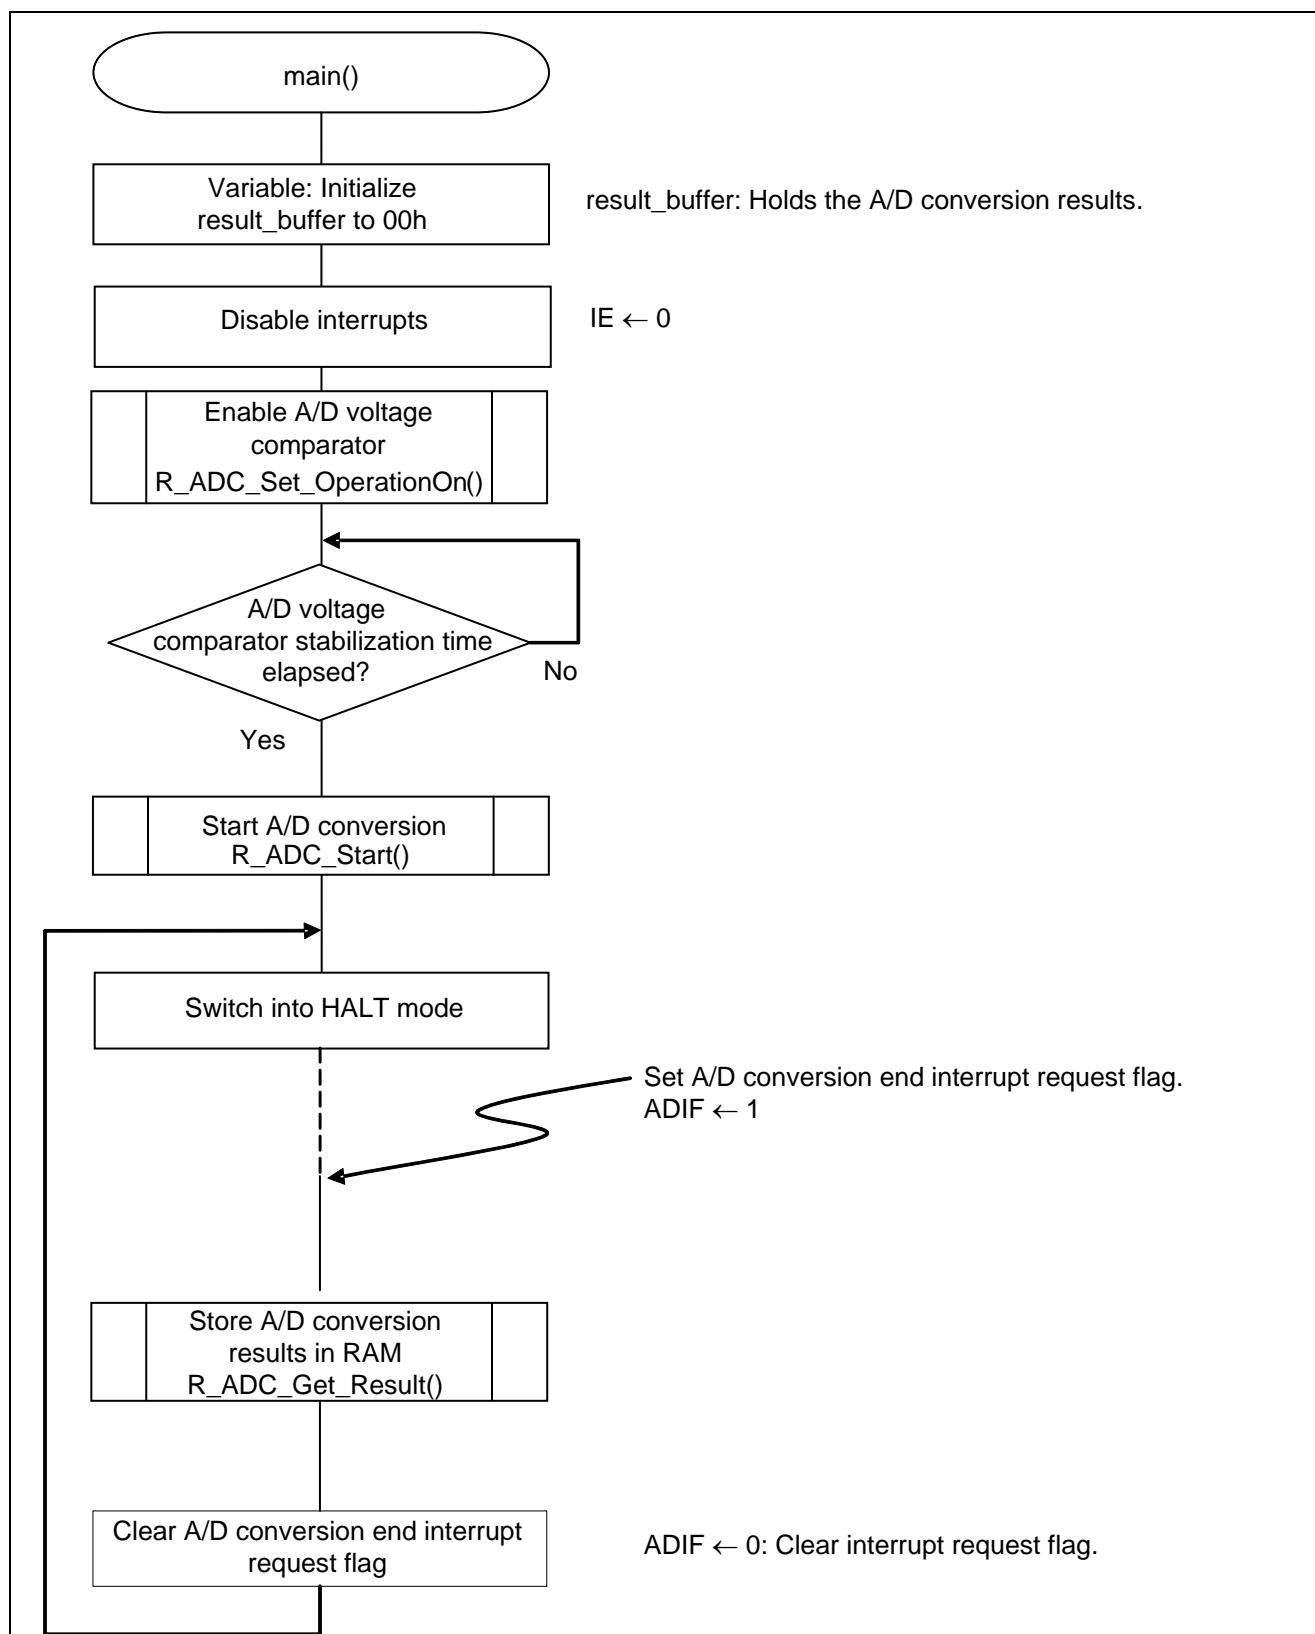 main()
Variable: Initialize
result_buffer to 00h
result_buffer: Holds the A/D conversion results.
Disable interrupts
IE ← 0
Enable A/D voltage
comparator
R_ADC_Set_OperationOn()
A/D voltage
comparator stabilization time
elapsed?
No
Yes
Start A/D conversion
R_ADC_Start()
Switch into HALT mode
Set A/D conversion end interrupt request flag.
ADIF ← 1
Store A/D conversion
results in RAM
R_ADC_Get_Result()
Clear A/D conversion end interrupt
request flag
ADIF ← 0: Clear interrupt request flag.